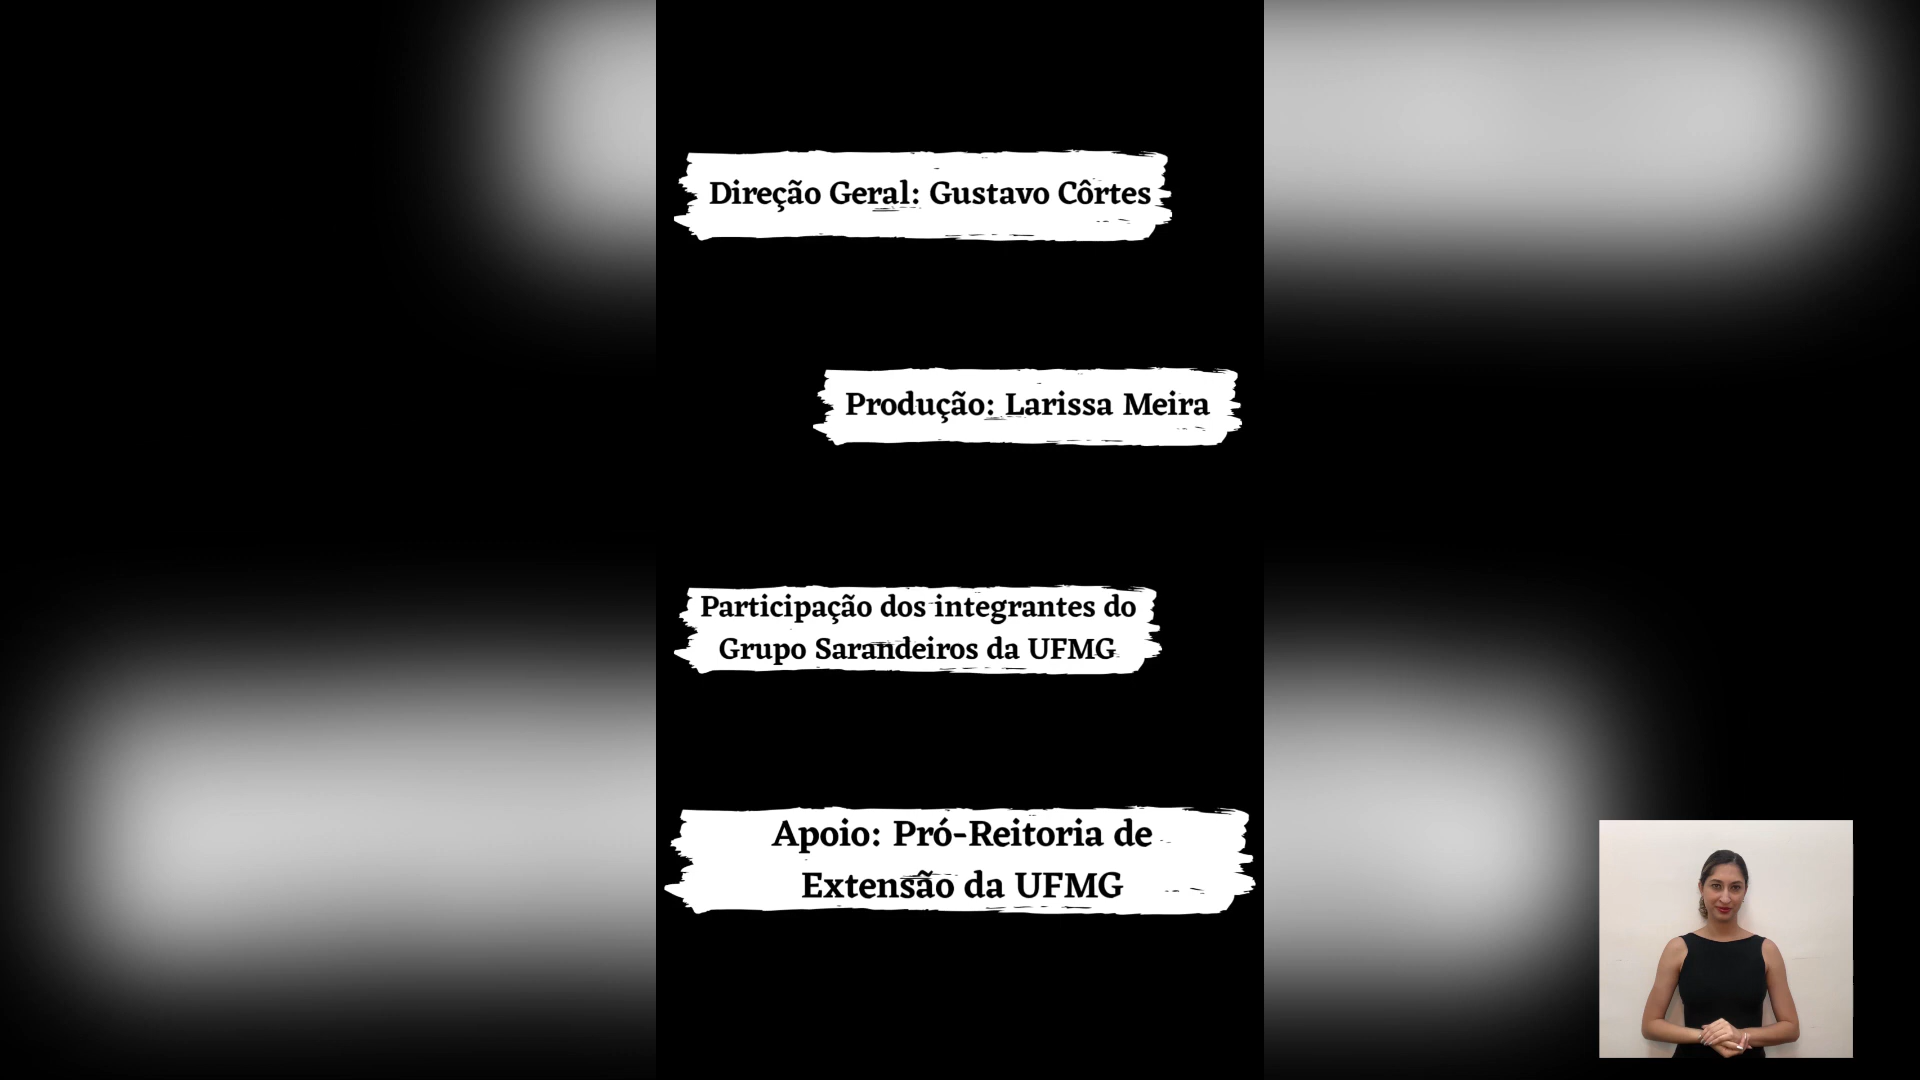 Direção Geral: Gustavo Côrtes
Produção: Larissa Meira
Participação dos integrantes do
Grupo Sarandeiros da UFMG
Apoio: Pró-Reitoria de
Extensão da UFMG